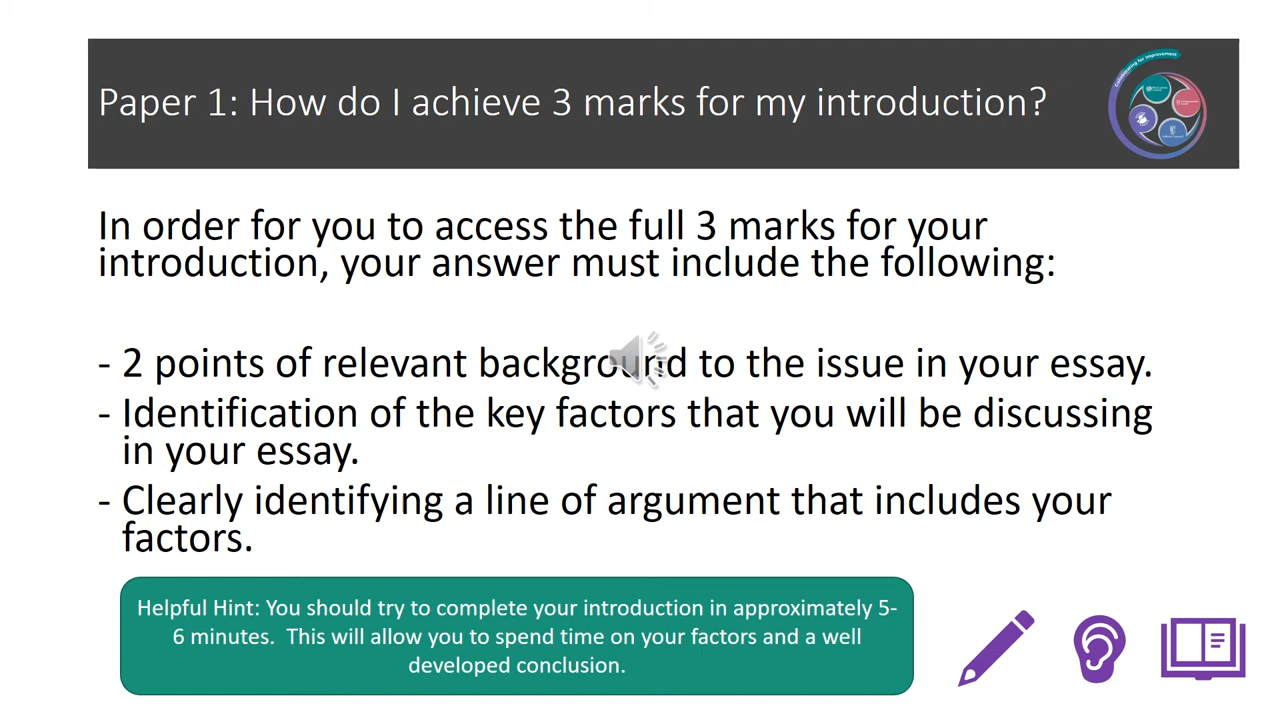 Paper 1: How do I achieve 3 marks for my introduction?
Collaborating for Improvement
In order for you to access the full 3 marks for your
introduction, your answer must include the following:
- 2 points of relevant background to the issue in your essay.
- Identification of the key factors that you will be discussing
in your essay.
- Clearly identifying a line of argument that includes your
factors.
Helpful Hint: You should try to complete your introduction in approximately 5-
6 minutes.  This will allow you to spend time on your factors and a well
developed conclusion.